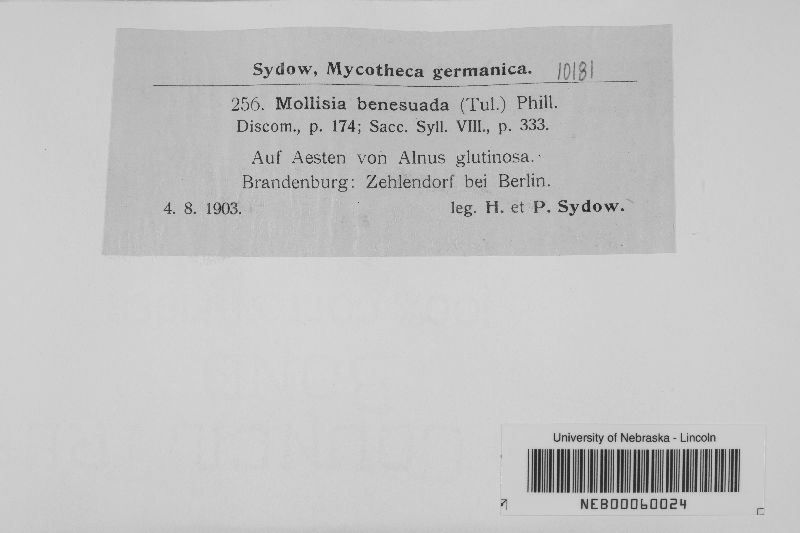 Sydow, Mycotheca germanica. 10181
256. Mollisia benesuada (Tul.) Phill.
Discom., p. 174; Sacc. Syll. VIII., p. 333.
Auf Aesten von Alnus glutinosa.
Brandenburg: Zehlendorf bei Berlin.
4. 8. 1903. leg. H. et P. Sydow.
University of Nebraska - Lincoln
NEB00060024